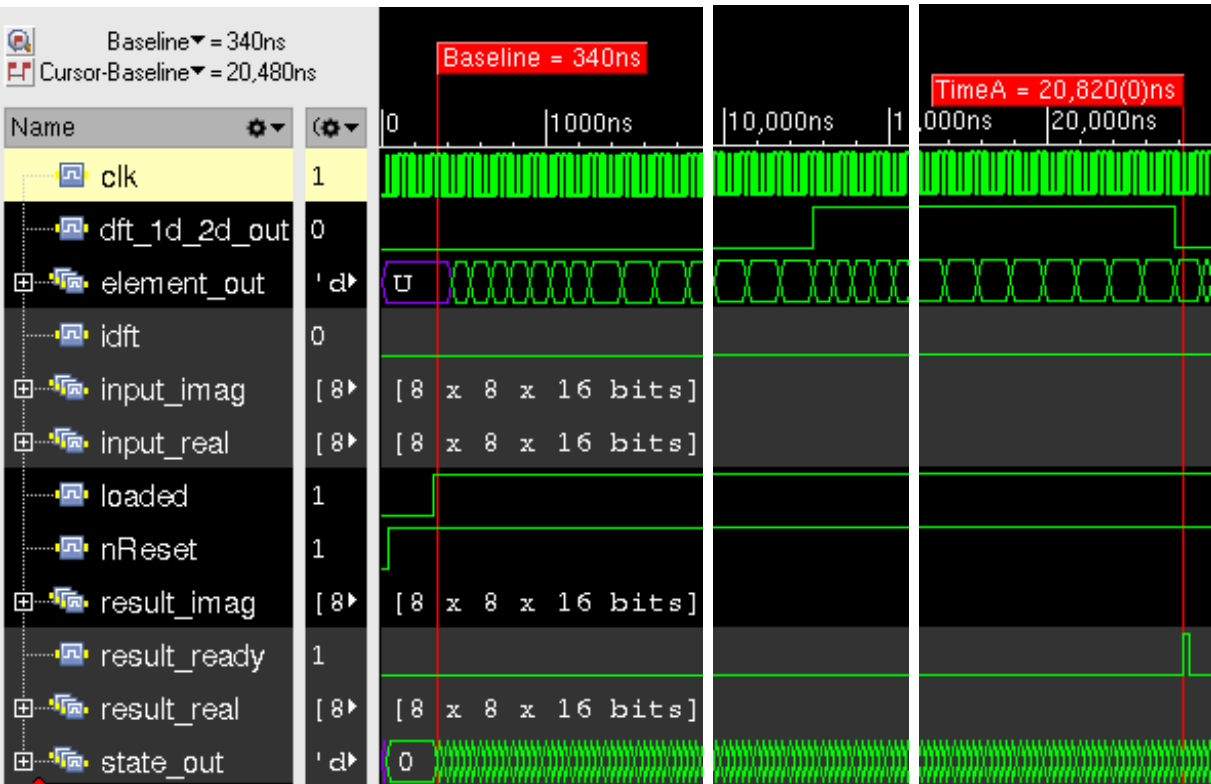 Baseline▾ = 340ns
Cursor-Baseline▾ = 20,480ns
Baseline = 340ns
TimeA = 20,820(0)ns
Name
0
1000ns
10,000ns
1
,000ns
20,000ns
clk 1
dft_1d_2d_out 0
element_out 'd
U
idft 0
input_imag [8
[8 x 8 x 16 bits]
input_real [8
[8 x 8 x 16 bits]
loaded 1
nReset 1
result_imag [8
[8 x 8 x 16 bits]
result_ready 1
result_real [8
[8 x 8 x 16 bits]
state_out 'd
0